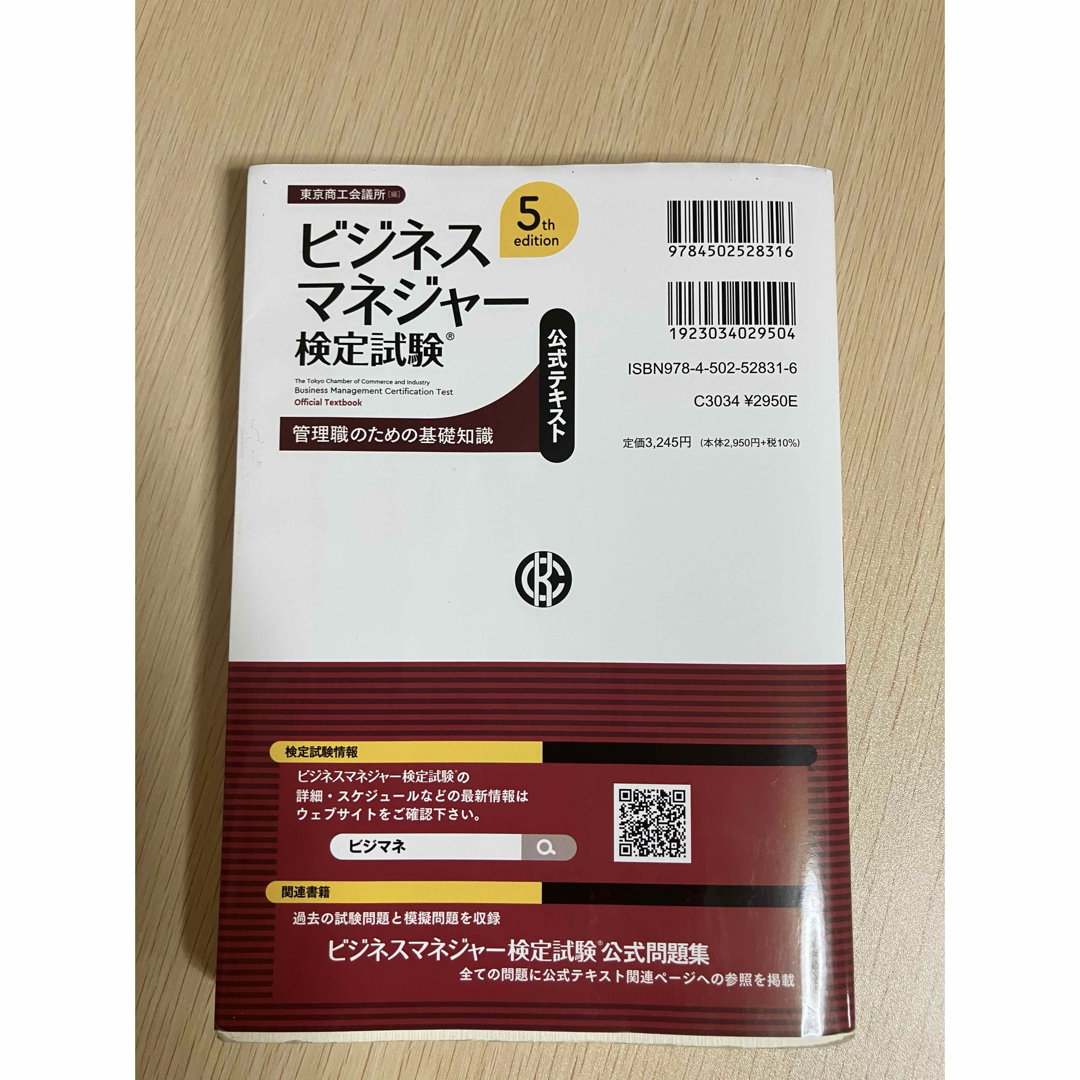 東京商工会議所[編]
5th
edition
ビジネス
マネジャー
検定試験®
The Tokyo Chamber of Commerce and Industry
Business Management Certification Test
Official Textbook
管理職のための基礎知識
公式テキスト
9784502528316
1923034029504
ISBN978-4-502-52831-6
C3034 ¥2950E
定価3,245円 (本体2,950円+税10%)
検定試験情報
ビジネスマネジャー検定試験®の
詳細・スケジュールなどの最新情報は
ウェブサイトをご確認下さい。
ビジマネ
関連書籍
過去の試験問題と模擬問題を収録
ビジネスマネジャー検定試験®公式問題集
全ての問題に公式テキスト関連ページへの参照を掲載